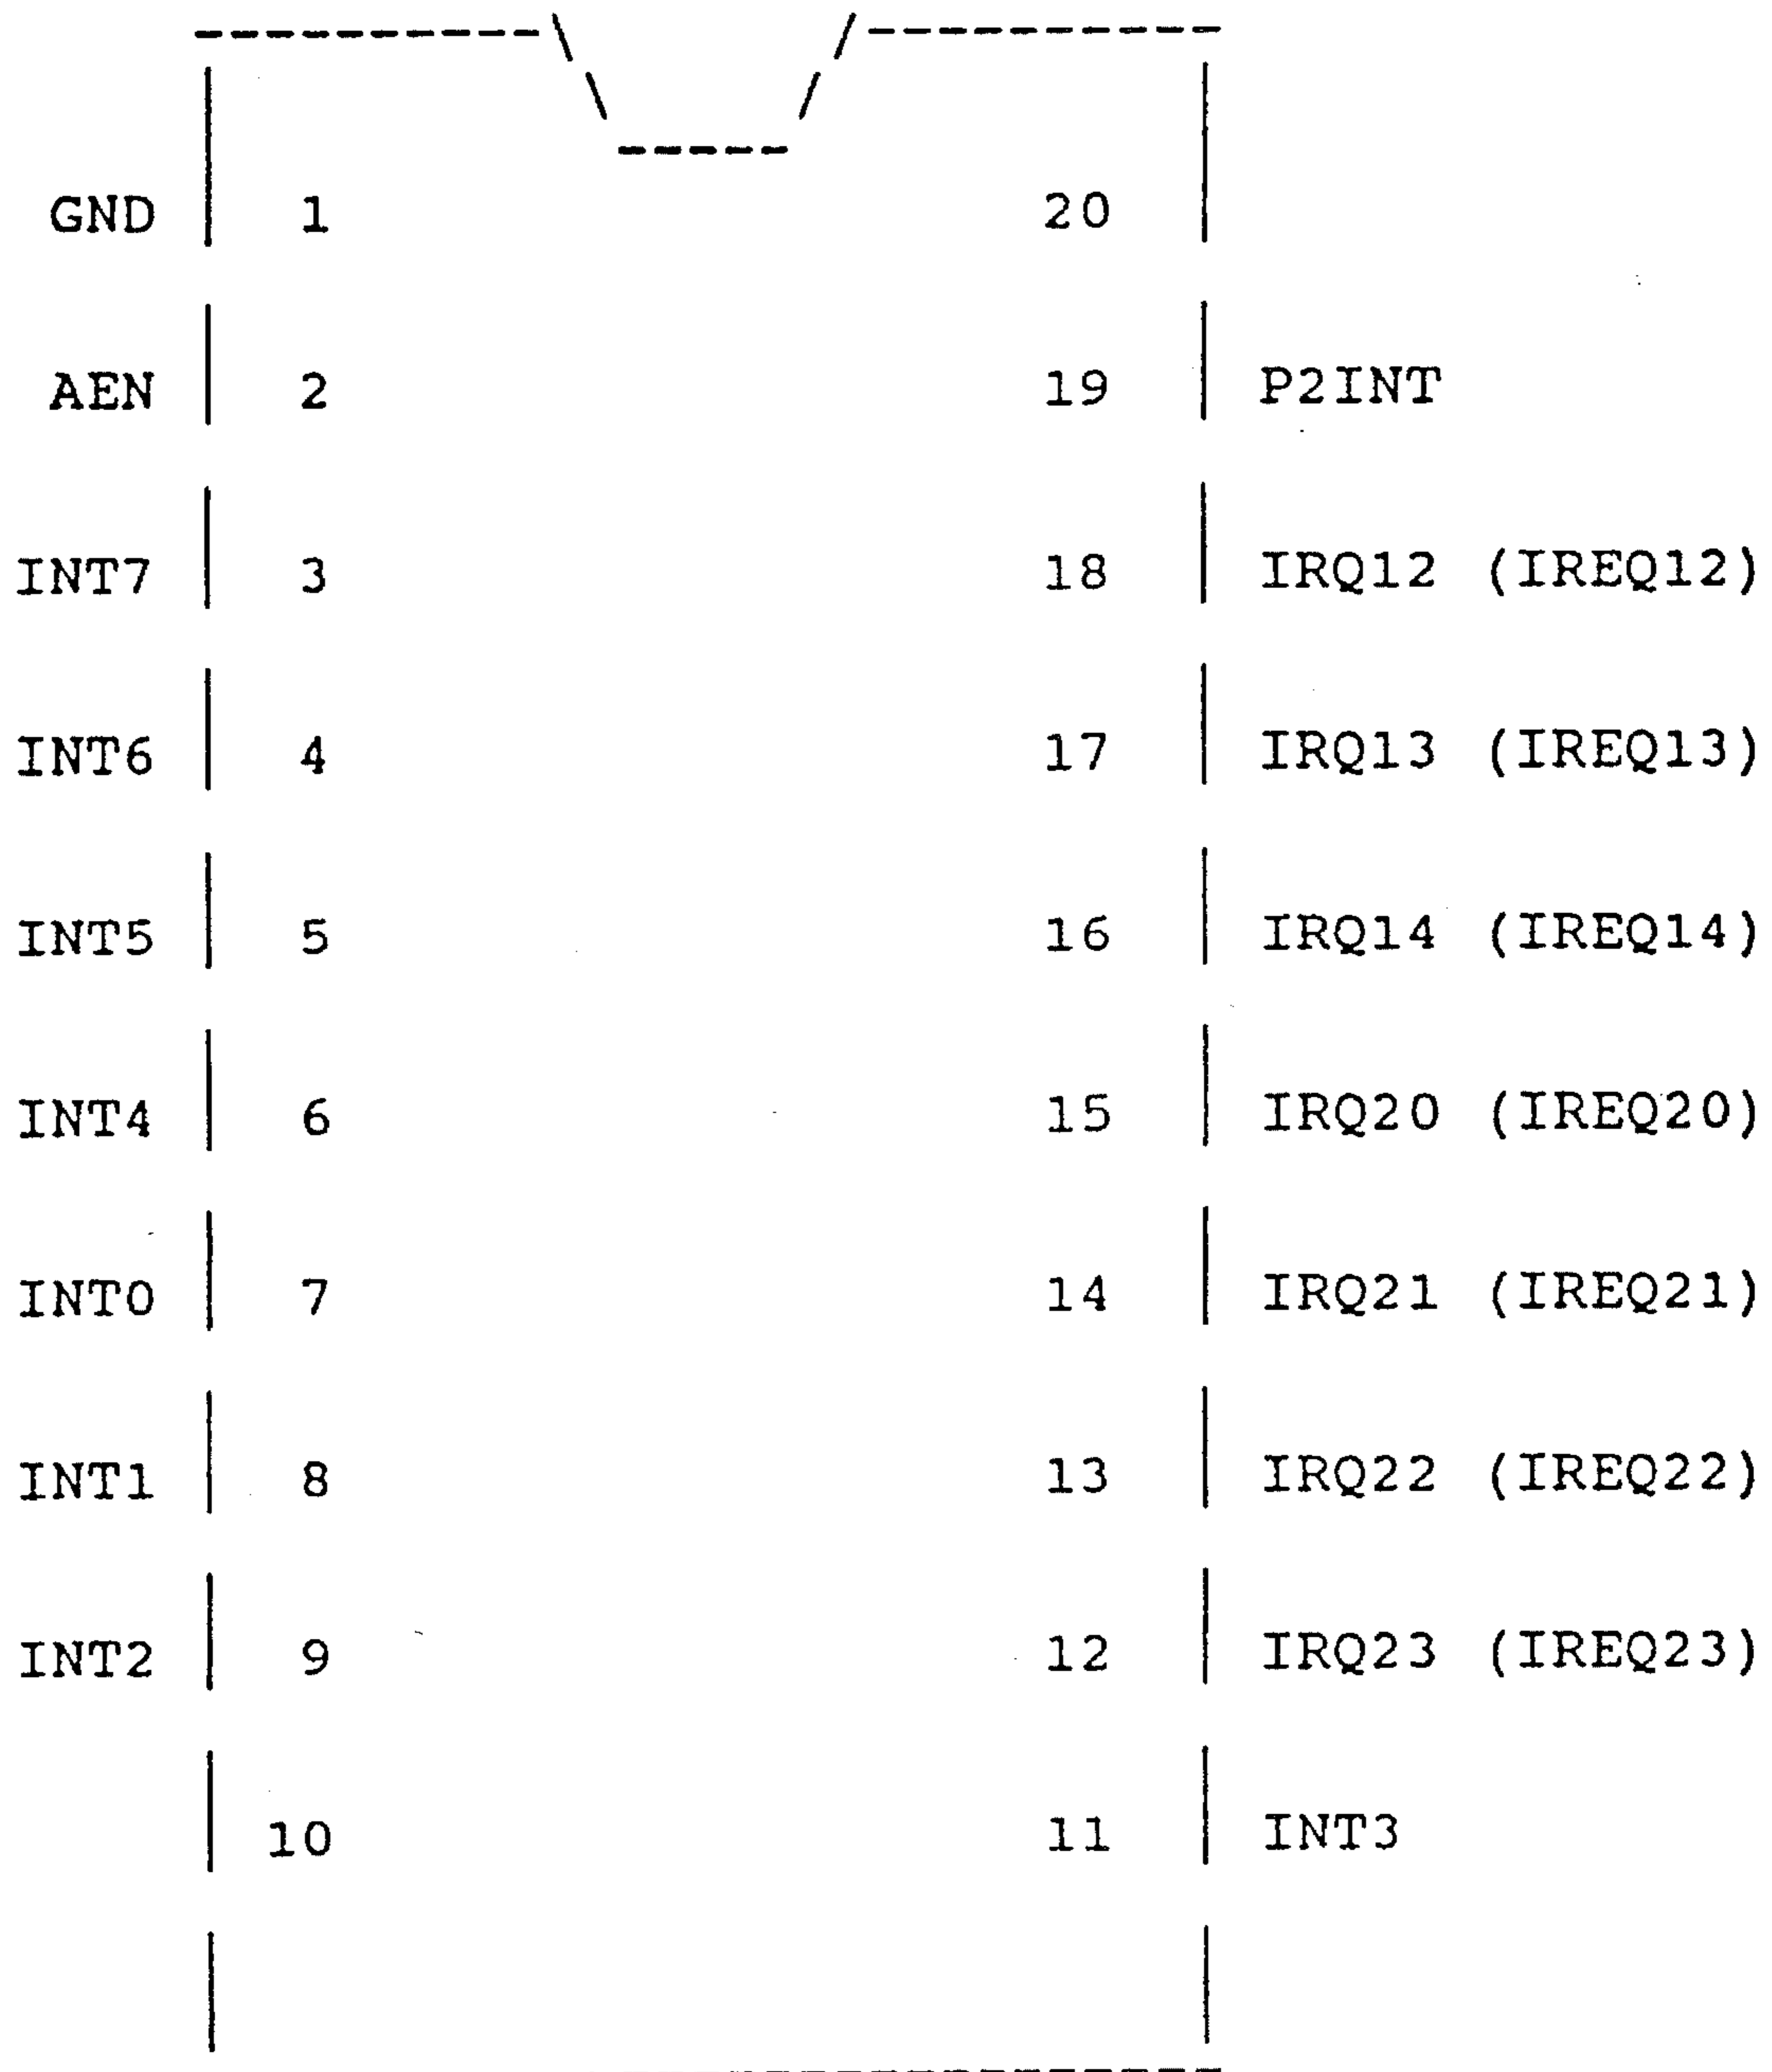 GND 1 20
AEN 2 19 P2INT
INT7 3 18 IRQ12 (IREQ12)
INT6 4 17 IRQ13 (IREQ13)
INT5 5 16 IRQ14 (IREQ14)
INT4 6 15 IRQ20 (IREQ20)
INT0 7 14 IRQ21 (IREQ21)
INT1 8 13 IRQ22 (IREQ22)
INT2 9 12 IRQ23 (IREQ23)
10 11 INT3